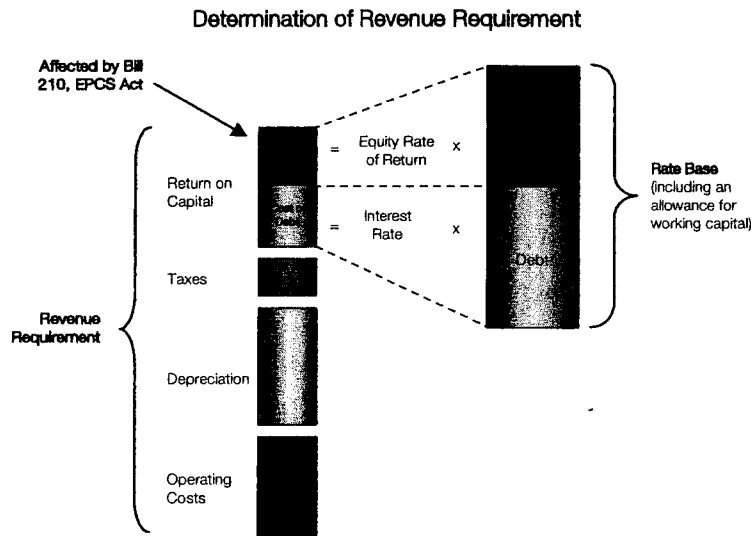 Determination of Revenue Requirement
Affected by Bill
210, EPCS Act
Return on
Capital
= Equity Rate
of Return x
Debt
= Interest
Rate x
Debt
Rate Base
(including an
allowance for
working capital)
Taxes
Revenue
Requirement
Depreciation
Operating
Costs